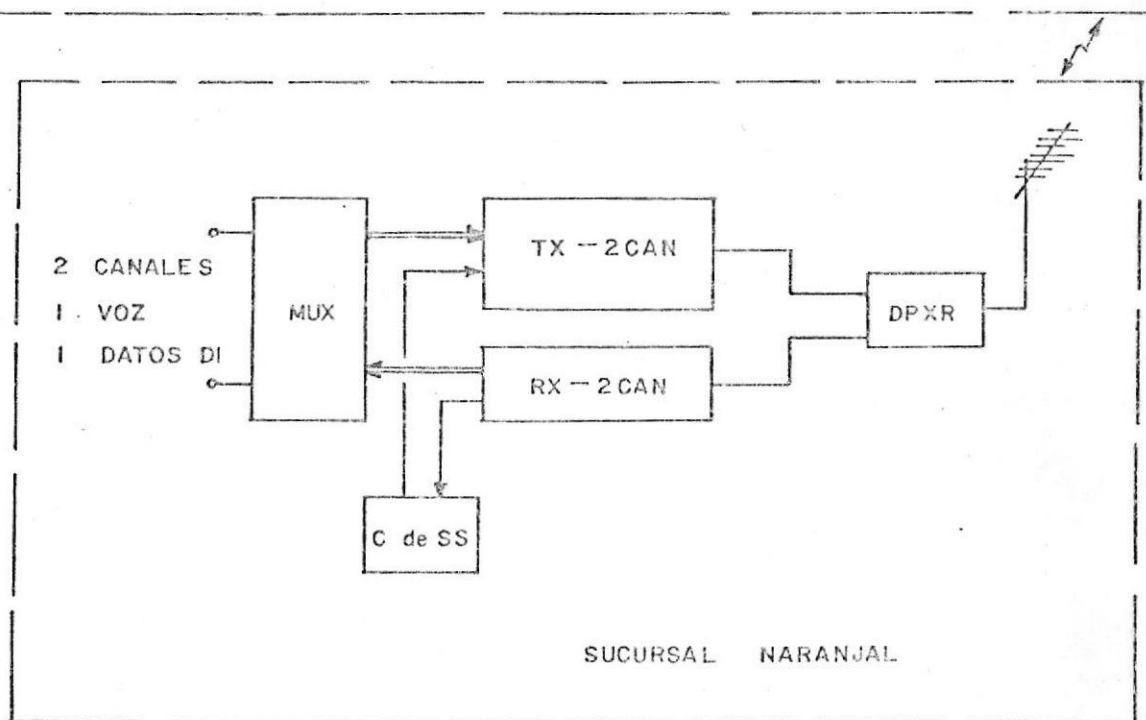 2 CANALES
1 VOZ
1 DATOS DI
MUX
TX-2CAN
RX-2CAN
DPXR
C de SS
SUCURSAL NARANJAL